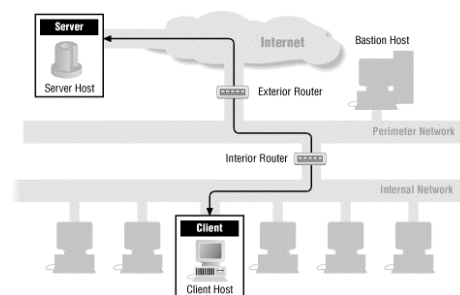 Server
Server Host
Internet
Bastion Host
Exterior Router
Perimeter Network
Interior Router
Internal Network
Client
Client Host